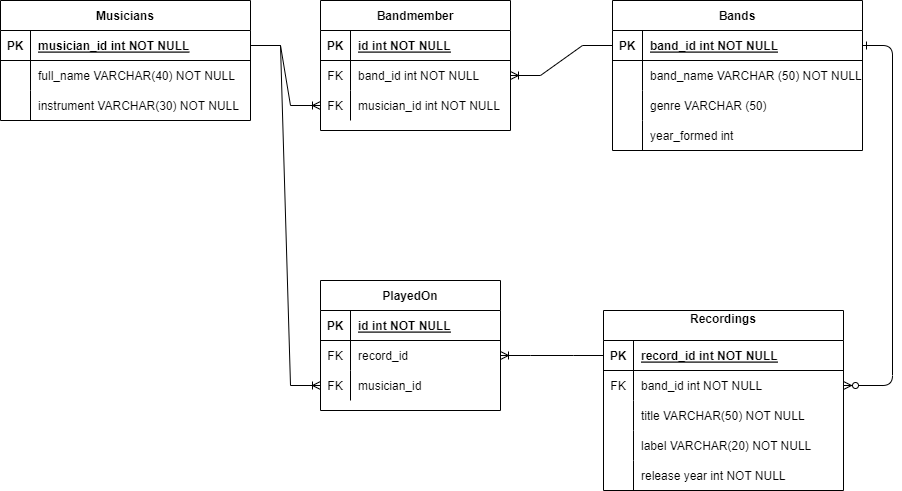 Musicians
PK musician_id int NOT NULL
full_name VARCHAR(40) NOT NULL
instrument VARCHAR(30) NOT NULL
Bandmember
PK id int NOT NULL
FK band_id int NOT NULL
FK musician_id int NOT NULL
Bands
PK band_id int NOT NULL
band_name VARCHAR (50) NOT NULL
genre VARCHAR (50)
year_formed int
PlayedOn
PK id int NOT NULL
FK record_id
FK musician_id
Recordings
PK record_id int NOT NULL
FK band_id int NOT NULL
title VARCHAR(50) NOT NULL
label VARCHAR(20) NOT NULL
release year int NOT NULL